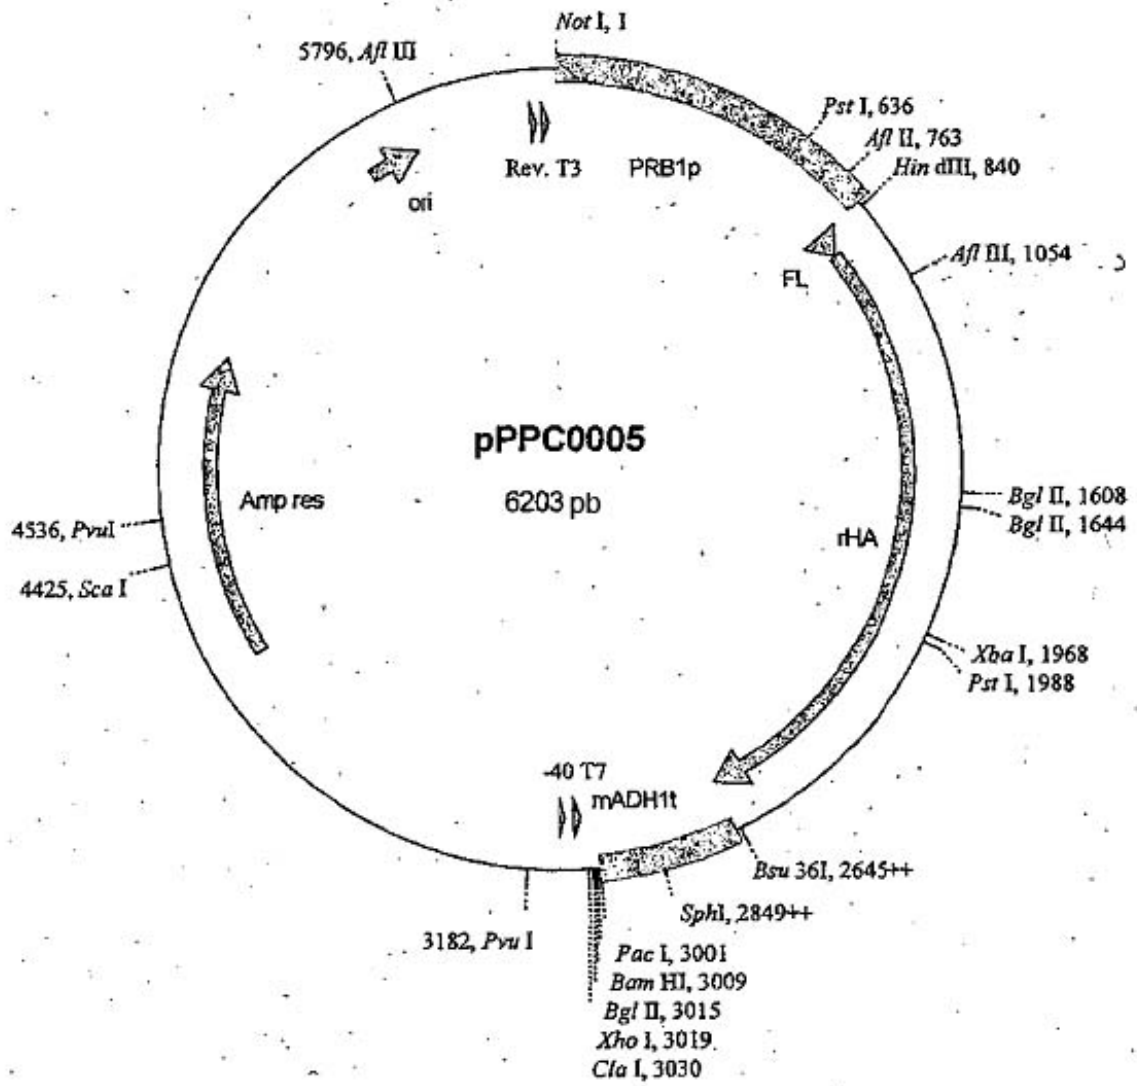 Not I, I
5796, Afl III
Pst I, 636
Afl II, 763
Hin dIII, 840
Rev. T3
PRB1p
ori
Afl III, 1054
FL
pPPC0005
6203 pb
Amp res
rHA
Bgl II, 1608
Bgl II, 1644
4536, PvuI
4425, Sca I
Xba I, 1968
Pst I, 1988
-40 T7
mADH1t
Bsu 36I, 2645++
SphI, 2849++
3182, Pvu I
Pac I, 3001
Bam HI, 3009
Bgl II, 3015
Xho I, 3019
Cla I, 3030